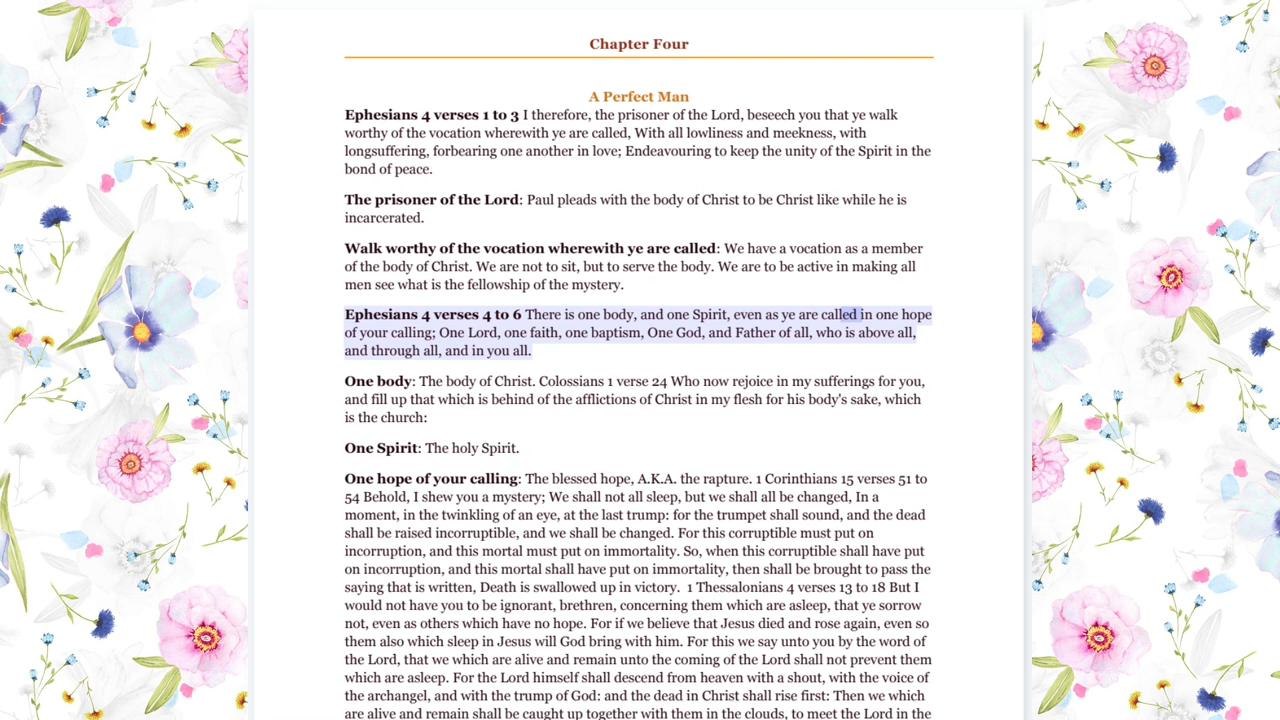 Chapter Four
A Perfect Man
Ephesians 4 verses 1 to 3 I therefore, the prisoner of the Lord, beseech you that ye walk
worthy of the vocation wherewith ye are called, With all lowliness and meekness, with
longsuffering, forbearing one another in love; Endeavouring to keep the unity of the Spirit in the
bond of peace.
The prisoner of the Lord: Paul pleads with the body of Christ to be Christ like while he is
incarcerated.
Walk worthy of the vocation wherewith ye are called: We have a vocation as a member
of the body of Christ. We are not to sit, but to serve the body. We are to be active in making all
men see what is the fellowship of the mystery.
Ephesians 4 verses 4 to 6 There is one body, and one Spirit, even as ye are called in one hope
of your calling; One Lord, one faith, one baptism, One God, and Father of all, who is above all,
and through all, and in you all.
One body: The body of Christ. Colossians 1 verse 24 Who now rejoice in my sufferings for you,
and fill up that which is behind of the afflictions of Christ in my flesh for his body's sake, which
is the church:
One Spirit: The holy Spirit.
One hope of your calling: The blessed hope, A.K.A. the rapture. 1 Corinthians 15 verses 51 to
54 Behold, I shew you a mystery; We shall not all sleep, but we shall all be changed, In a
moment, in the twinkling of an eye, at the last trump: for the trumpet shall sound, and the dead
shall be raised incorruptible, and we shall be changed. For this corruptible must put on
incorruption, and this mortal must put on immortality. So, when this corruptible shall have put
on incorruption, and this mortal shall have put on immortality, then shall be brought to pass the
saying that is written, Death is swallowed up in victory.  1 Thessalonians 4 verses 13 to 18 But I
would not have you to be ignorant, brethren, concerning them which are asleep, that ye sorrow
not, even as others which have no hope. For if we believe that Jesus died and rose again, even so
them also which sleep in Jesus will God bring with him. For this we say unto you by the word of
the Lord, that we which are alive and remain unto the coming of the Lord shall not prevent them
which are asleep. For the Lord himself shall descend from heaven with a shout, with the voice of
the archangel, and with the trump of God: and the dead in Christ shall rise first: Then we which
are alive and remain shall be caught up together with them in the clouds, to meet the Lord in the